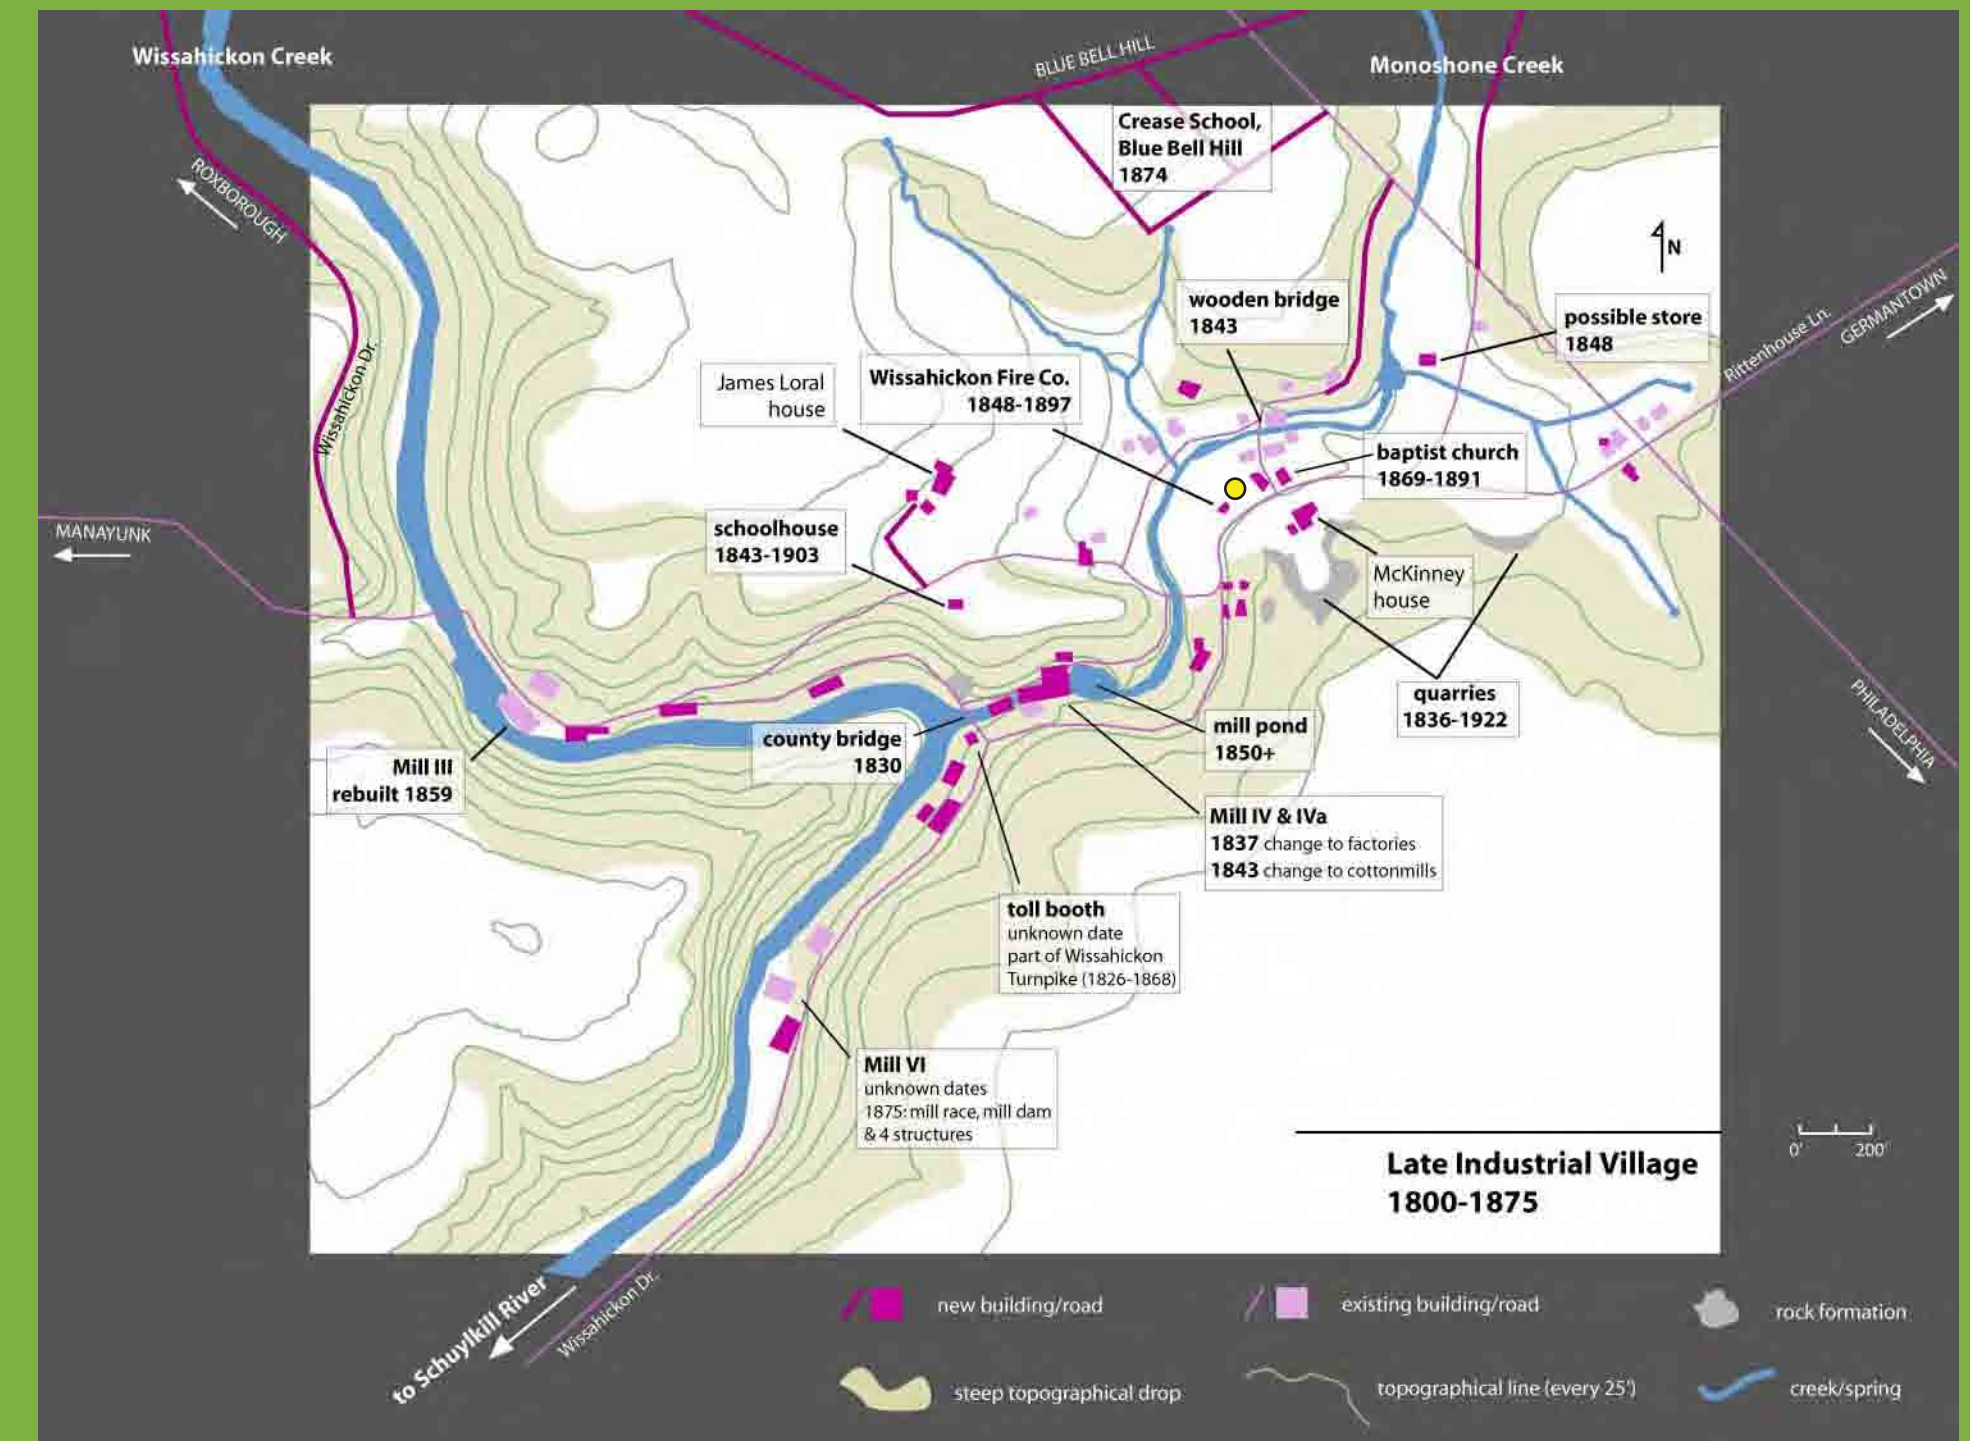 Wissahickon Creek
BLUE BELL HILL
Monoshone Creek
Crease School,
Blue Bell Hill
1874
ROXBOROUGH
N
wooden bridge
1843
possible store
1848
GERMANTOWN
Rittenhouse Ln.
Wissahickon Dr.
James Loral
house
Wissahickon Fire Co.
1848-1897
baptist church
1869-1891
MANAYUNK
schoolhouse
1843-1903
McKinney
house
quarries
1836-1922
PHILADELPHIA
county bridge
1830
mill pond
1850+
Mill III
rebuilt 1859
Mill IV & IVa
1837 change to factories
1843 change to cottonmills
toll booth
unknown date
part of Wissahickon
Turnpike (1826-1868)
Mill VI
unknown dates
1875: mill race, mill dam
& 4 structures
0' 200'
Late Industrial Village
1800-1875
to Schuylkill River
Wissahickon Dr.
new building/road
existing building/road
rock formation
steep topographical drop
topographical line (every 25')
creek/spring